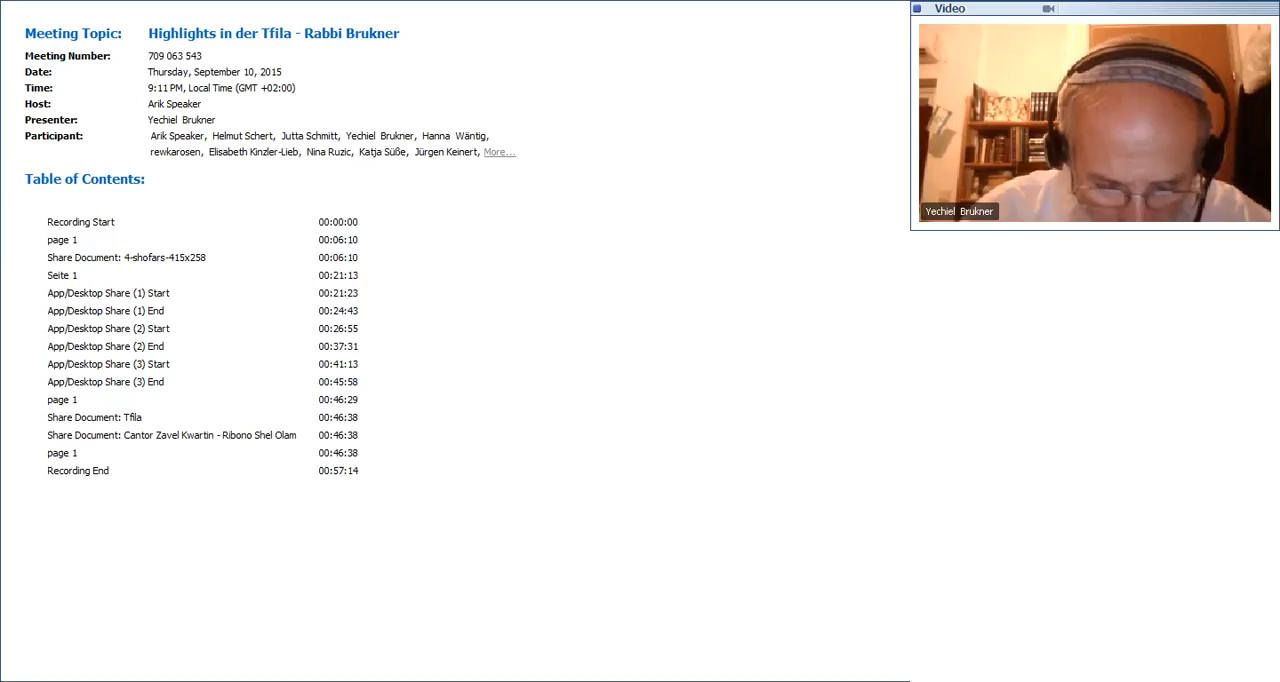 Meeting Topic: Highlights in der Tfila - Rabbi Brukner
Meeting Number: 709 063 543
Date: Thursday, September 10, 2015
Time: 9:11 PM, Local Time (GMT +02:00)
Host: Arik Speaker
Presenter: Yechiel Brukner
Participant: Arik Speaker, Helmut Schert, Jutta Schmitt, Yechiel Brukner, Hanna Wäntig,
rewkarosen, Elisabeth Kinzler-Lieb, Nina Ruzic, Katja Süße, Jürgen Keinert, More...
Table of Contents:
Recording Start 00:00:00
page 1 00:06:10
Share Document: 4-shofars-415x258 00:06:10
Seite 1 00:21:13
App/Desktop Share (1) Start 00:21:23
App/Desktop Share (1) End 00:24:43
App/Desktop Share (2) Start 00:26:55
App/Desktop Share (2) End 00:37:31
App/Desktop Share (3) Start 00:41:13
App/Desktop Share (3) End 00:45:58
page 1 00:46:29
Share Document: Tfila 00:46:38
Share Document: Cantor Zavel Kwartin - Ribono Shel Olam 00:46:38
page 1 00:46:38
Recording End 00:57:14
Video
Yechiel Brukner